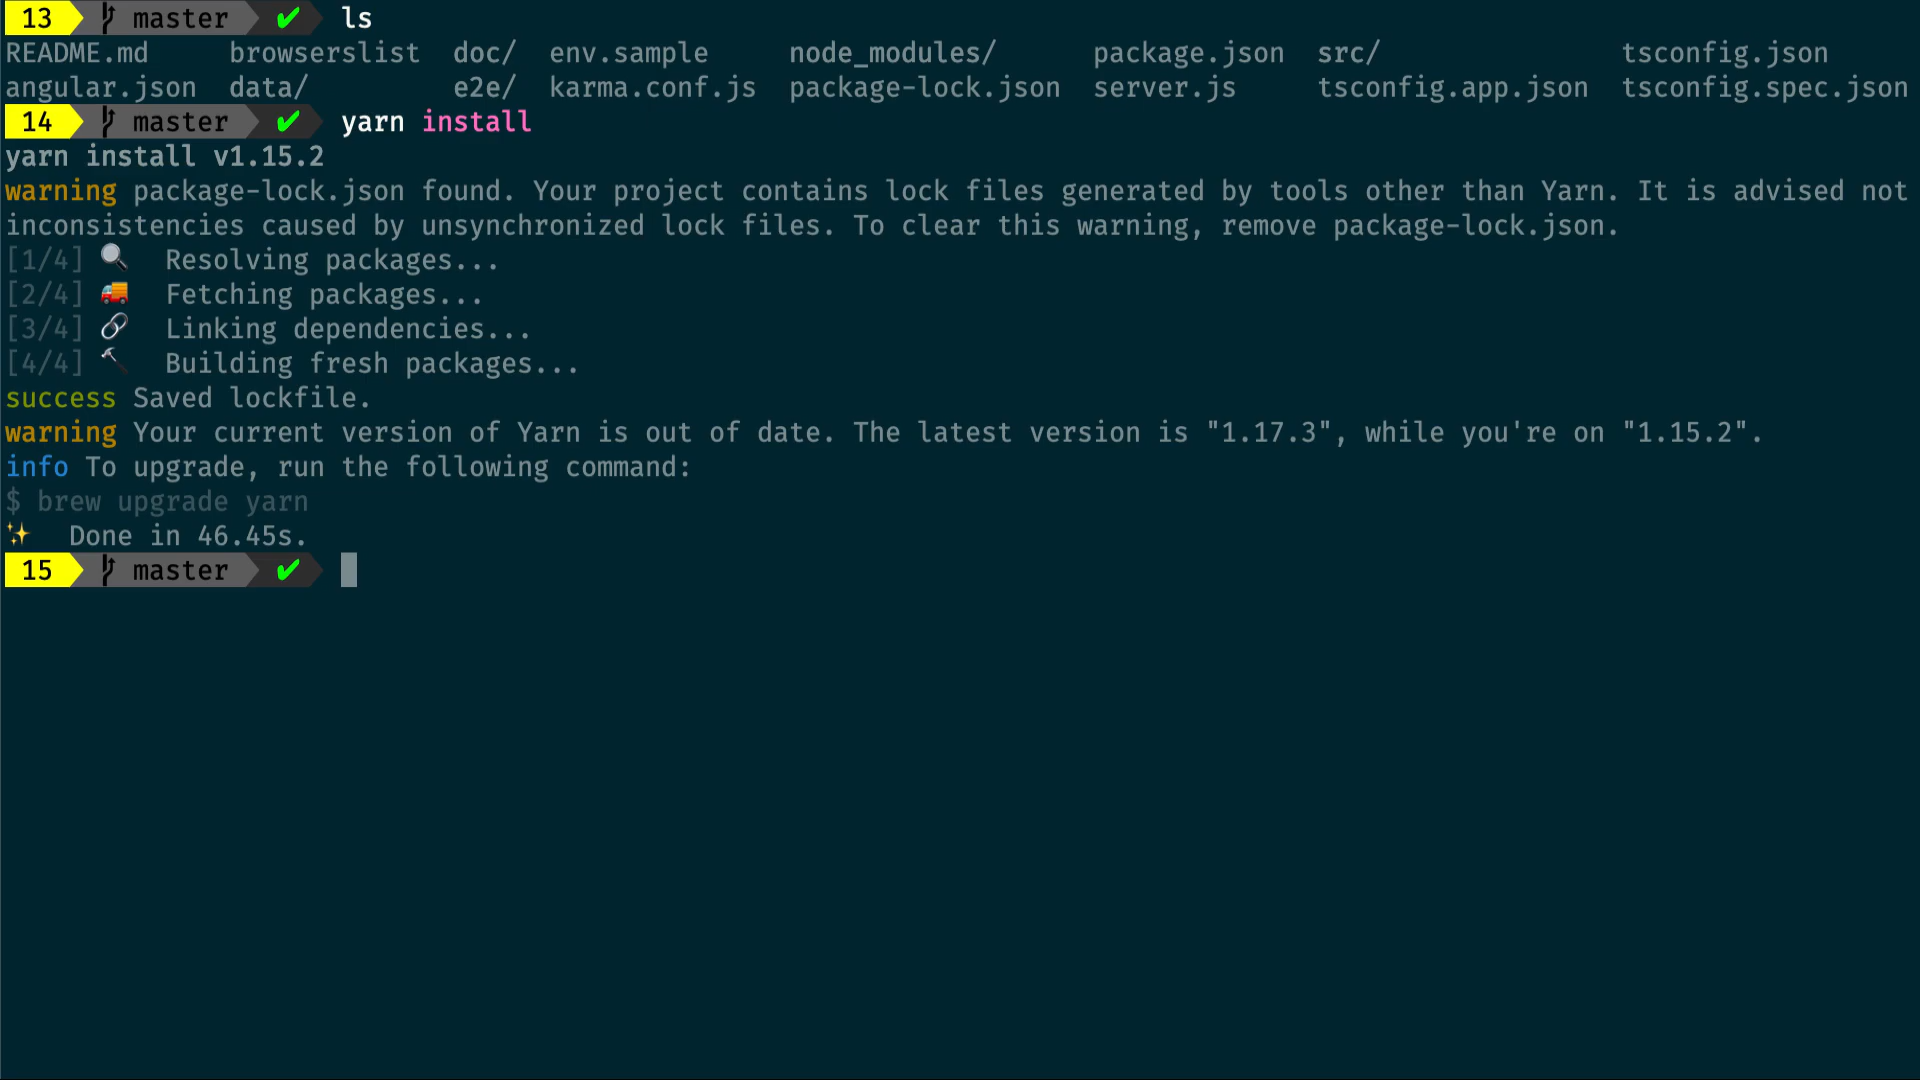 13 master ✔ ls
README.md browserslist doc/ env.sample node_modules/ package.json src/ tsconfig.json
angular.json data/ e2e/ karma.conf.js package-lock.json server.js tsconfig.app.json tsconfig.spec.json
14 master ✔ yarn install
yarn install v1.15.2
warning package-lock.json found. Your project contains lock files generated by tools other than Yarn. It is advised not
inconsistencies caused by unsynchronized lock files. To clear this warning, remove package-lock.json.
[1/4] 🔍 Resolving packages...
[2/4] 🚚 Fetching packages...
[3/4] 🔗 Linking dependencies...
[4/4] 🔨 Building fresh packages...
success Saved lockfile.
warning Your current version of Yarn is out of date. The latest version is "1.17.3", while you're on "1.15.2".
info To upgrade, run the following command:
$ brew upgrade yarn
✨ Done in 46.45s.
15 master ✔